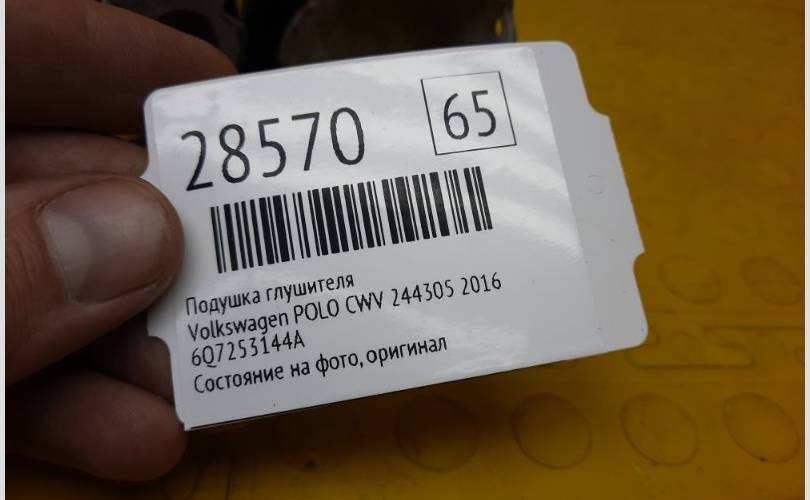 28570
65
Подушка глушителя
Volkswagen POLO CWV 244305 2016
6Q7253144A
Состояние на фото, оригинал